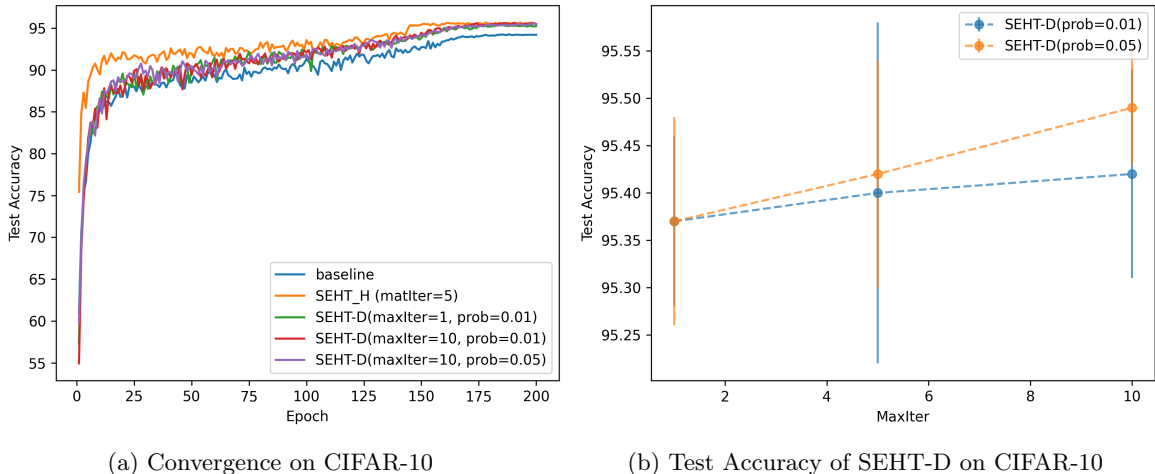 95
90
85
80
75
70
65
60
55
Test Accuracy
0 25 50 75 100 125 150 175 200
Epoch
baseline
SEHT_H (matIter=5)
SEHT-D(maxIter=1, prob=0.01)
SEHT-D(maxIter=10, prob=0.01)
SEHT-D(maxIter=10, prob=0.05)
(a) Convergence on CIFAR-10
95.55
95.50
95.45
95.40
95.35
95.30
95.25
Test Accuracy
2 4 6 8 10
MaxIter
SEHT-D(prob=0.01)
SEHT-D(prob=0.05)
(b) Test Accuracy of SEHT-D on CIFAR-10